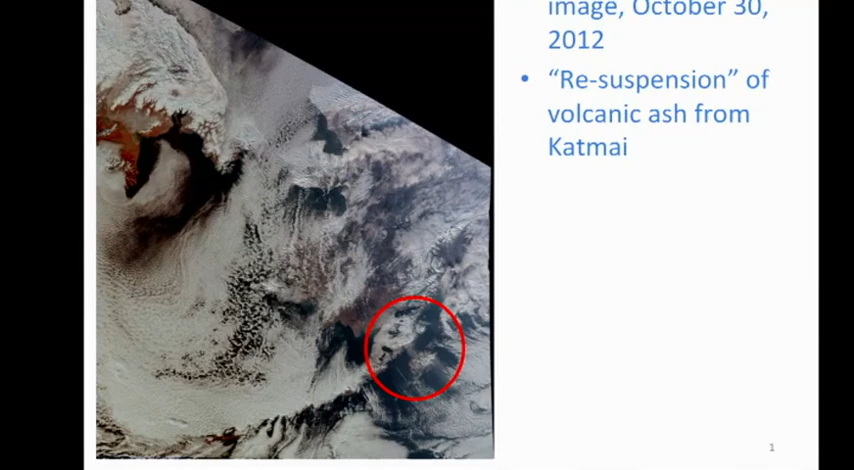 image, October 30,
2012
• “Re-suspension” of
volcanic ash from
Katmai
1